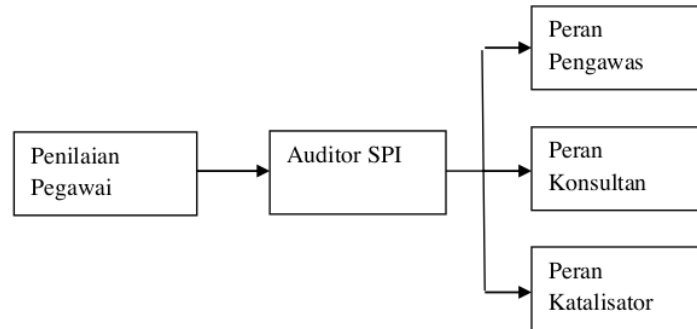 Peran
Pengawas
Penilaian
Pegawai
Auditor SPI
Peran
Konsultan
Peran
Katalisator